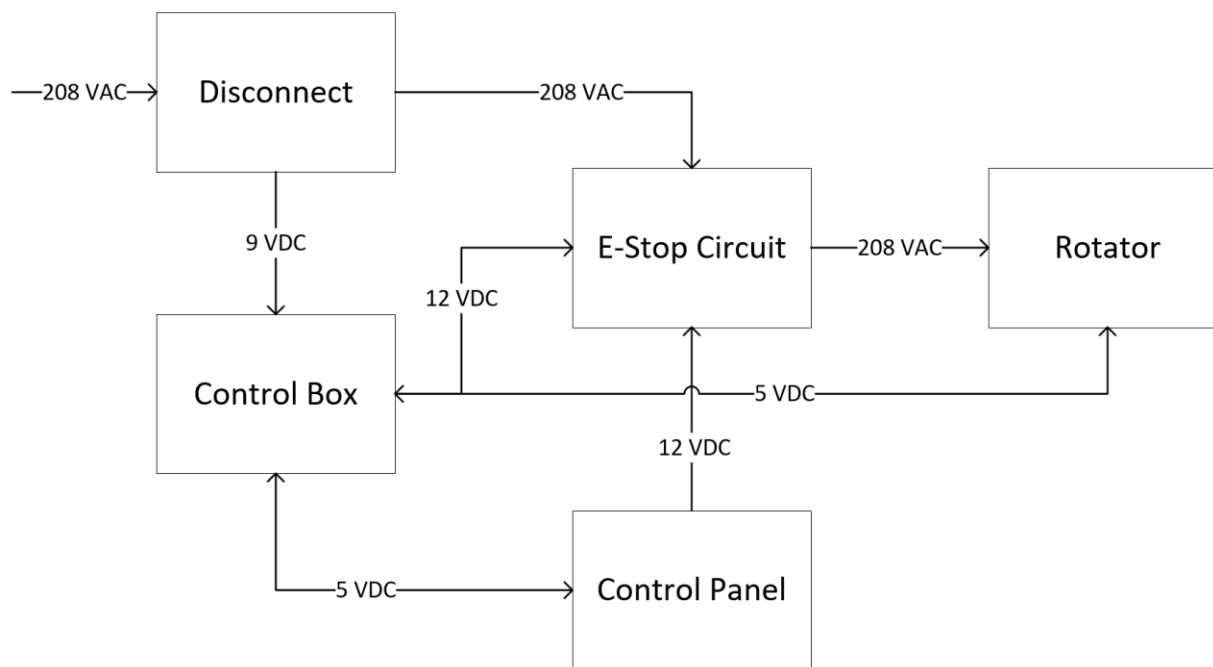 208 VAC
Disconnect
208 VAC
9 VDC
E-Stop Circuit
208 VAC
Rotator
12 VDC
Control Box
5 VDC
12 VDC
5 VDC
Control Panel